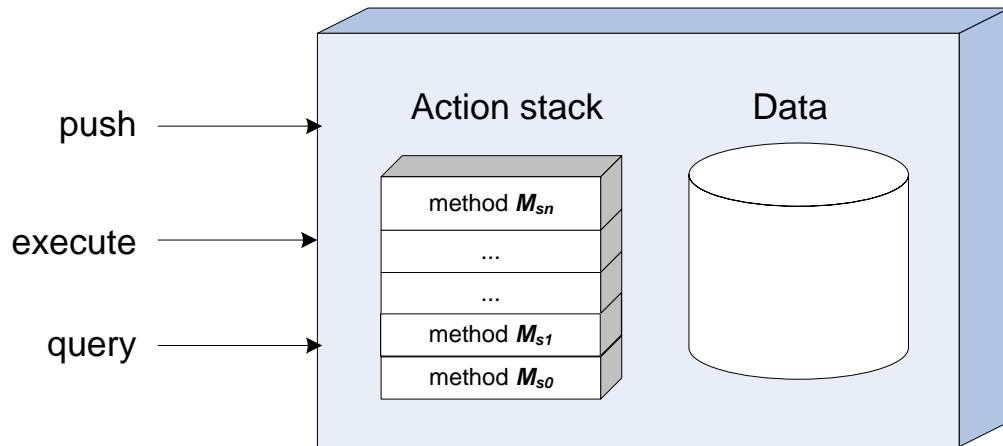 Action stack
Data
push
execute
query
method Msn
...
...
method Ms1
method Ms0